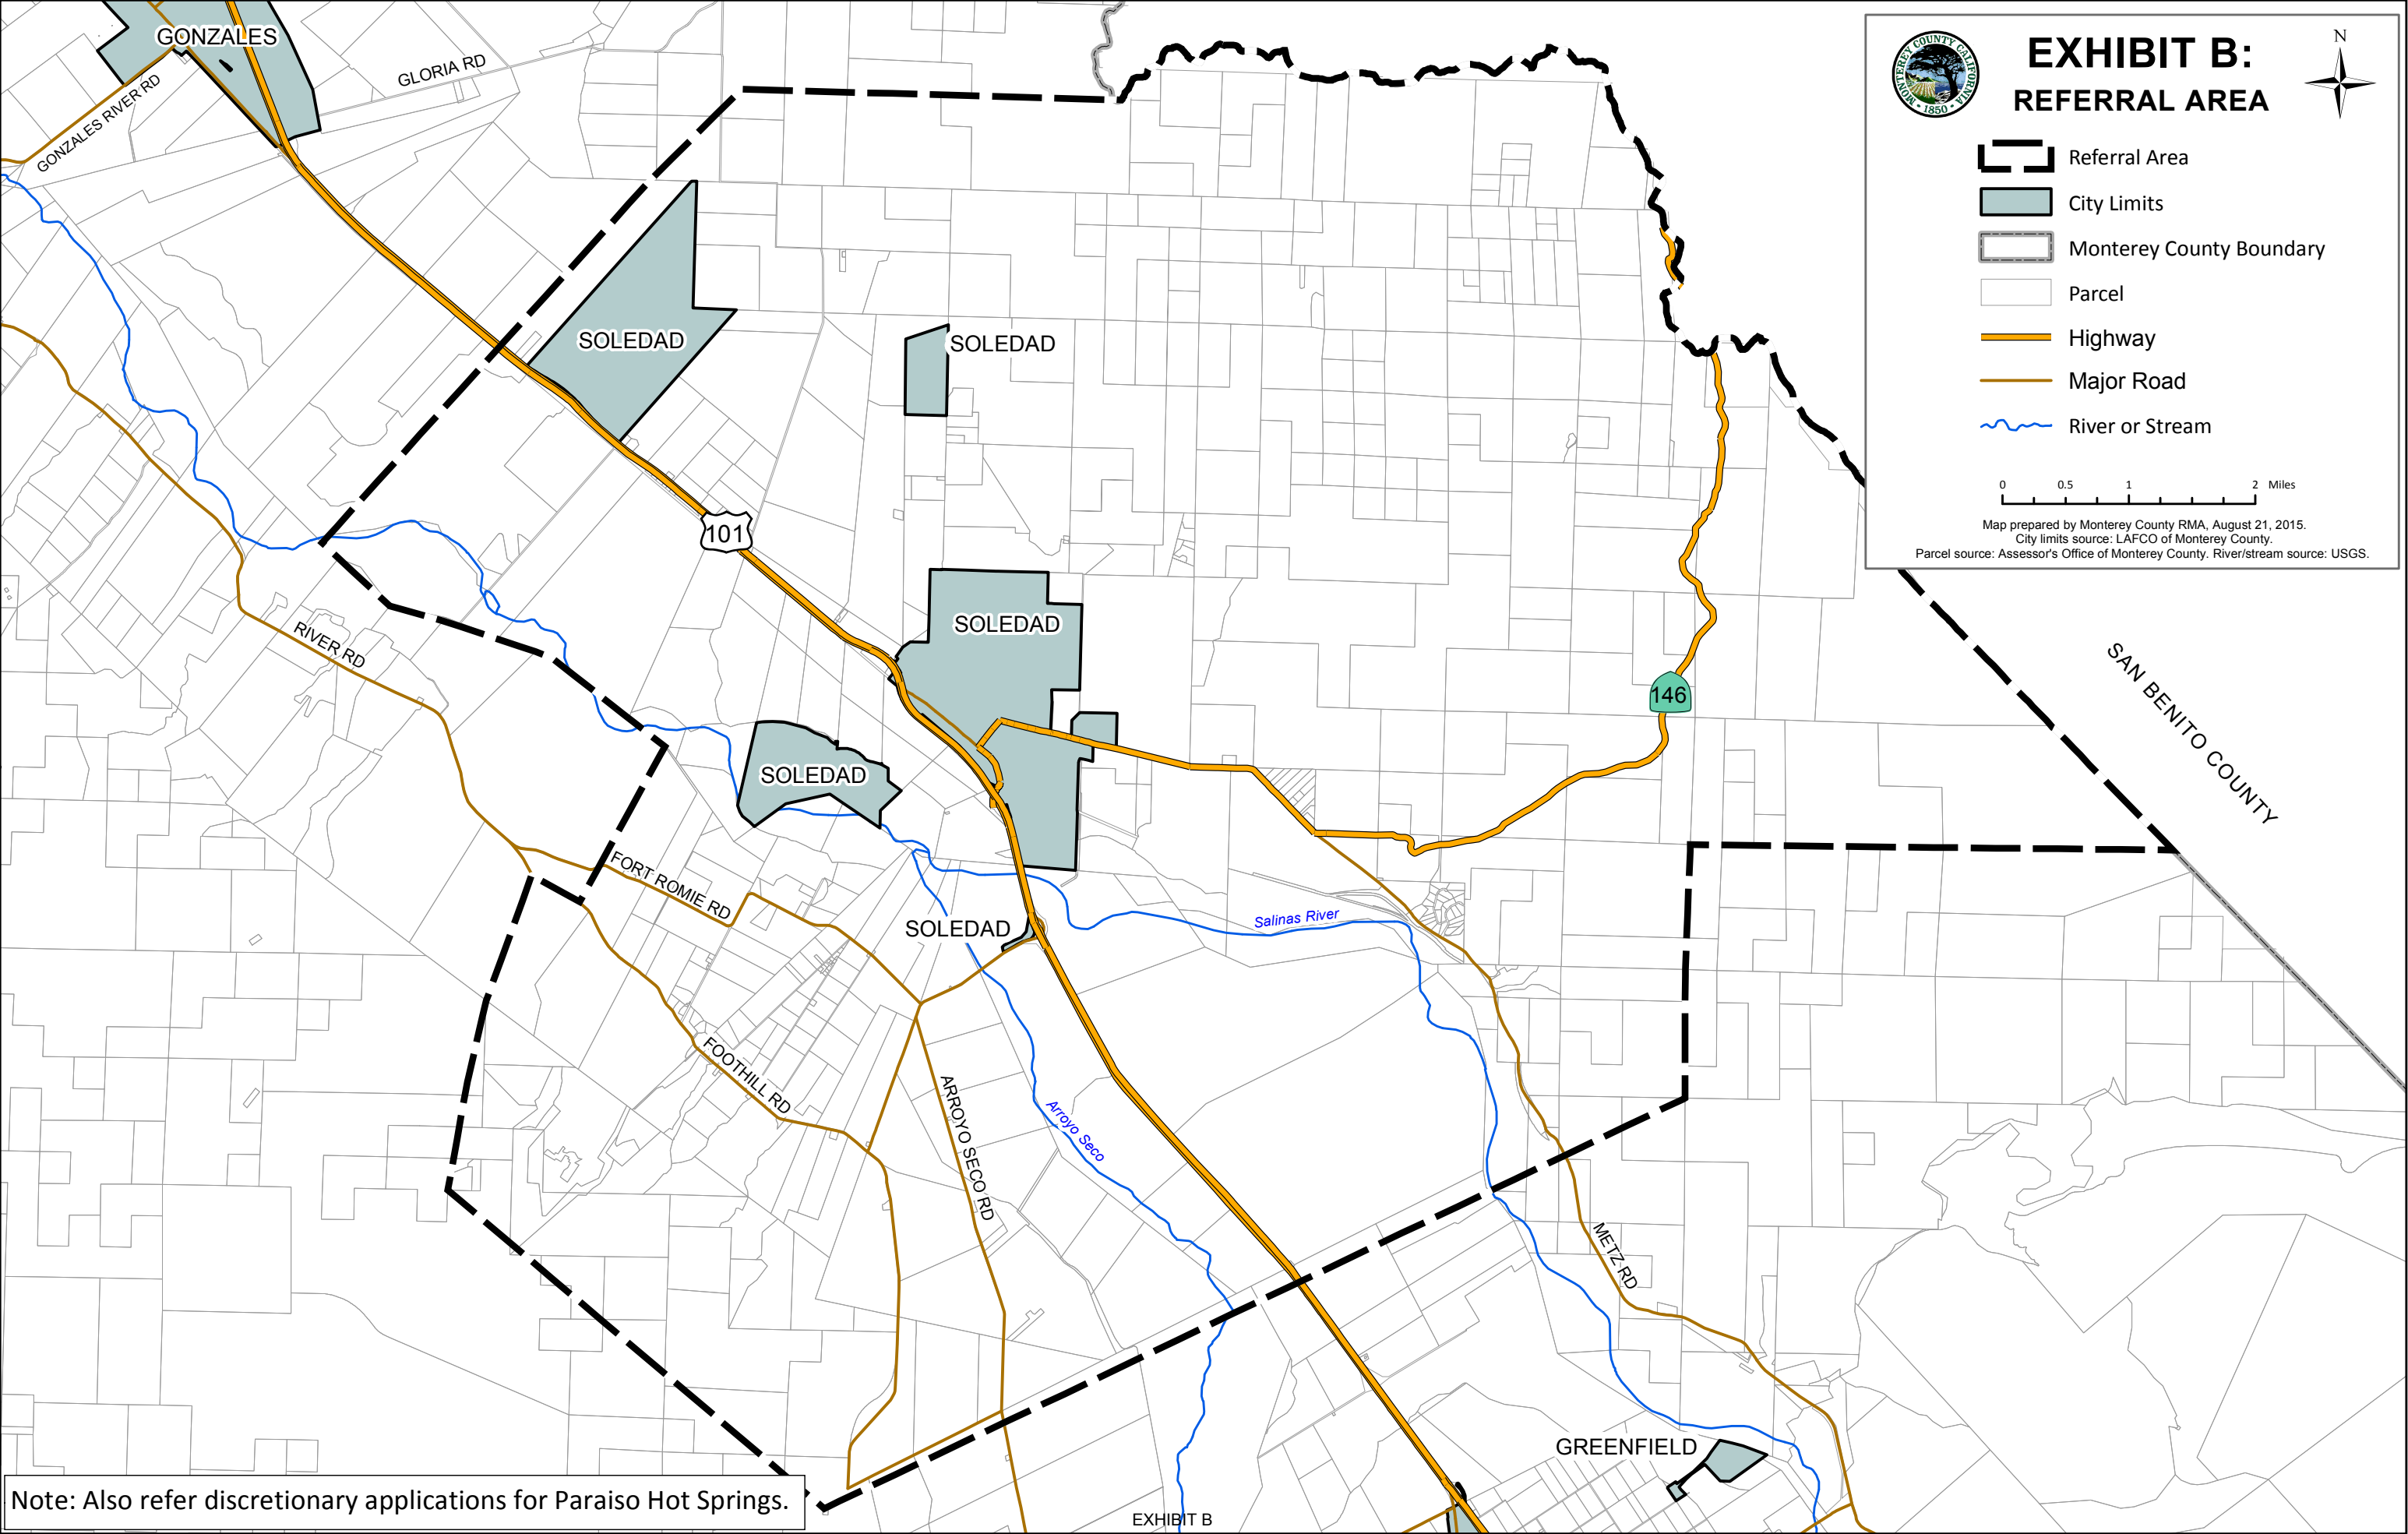 GONZALES
GLORIA RD
GONZALES RIVER RD
SOLEDAD
SOLEDAD
101
SOLEDAD
RIVER RD
146
SOLEDAD
SAN BENITO COUNTY
FORT ROMIE RD
SOLEDAD
Salinas River
FOOTHILL RD
ARROYO SECO RD
Arroyo Seco
METZ RD
GREENFIELD
EXHIBIT B:
REFERRAL AREA
N
MONTEREY COUNTY CALIFORNIA
1850
Referral Area
City Limits
Monterey County Boundary
Parcel
Highway
Major Road
River or Stream
0 0.5 1 2 Miles
Map prepared by Monterey County RMA, August 21, 2015.
City limits source: LAFCO of Monterey County.
Parcel source: Assessor's Office of Monterey County. River/stream source: USGS.
Note: Also refer discretionary applications for Paraiso Hot Springs.
EXHIBIT B